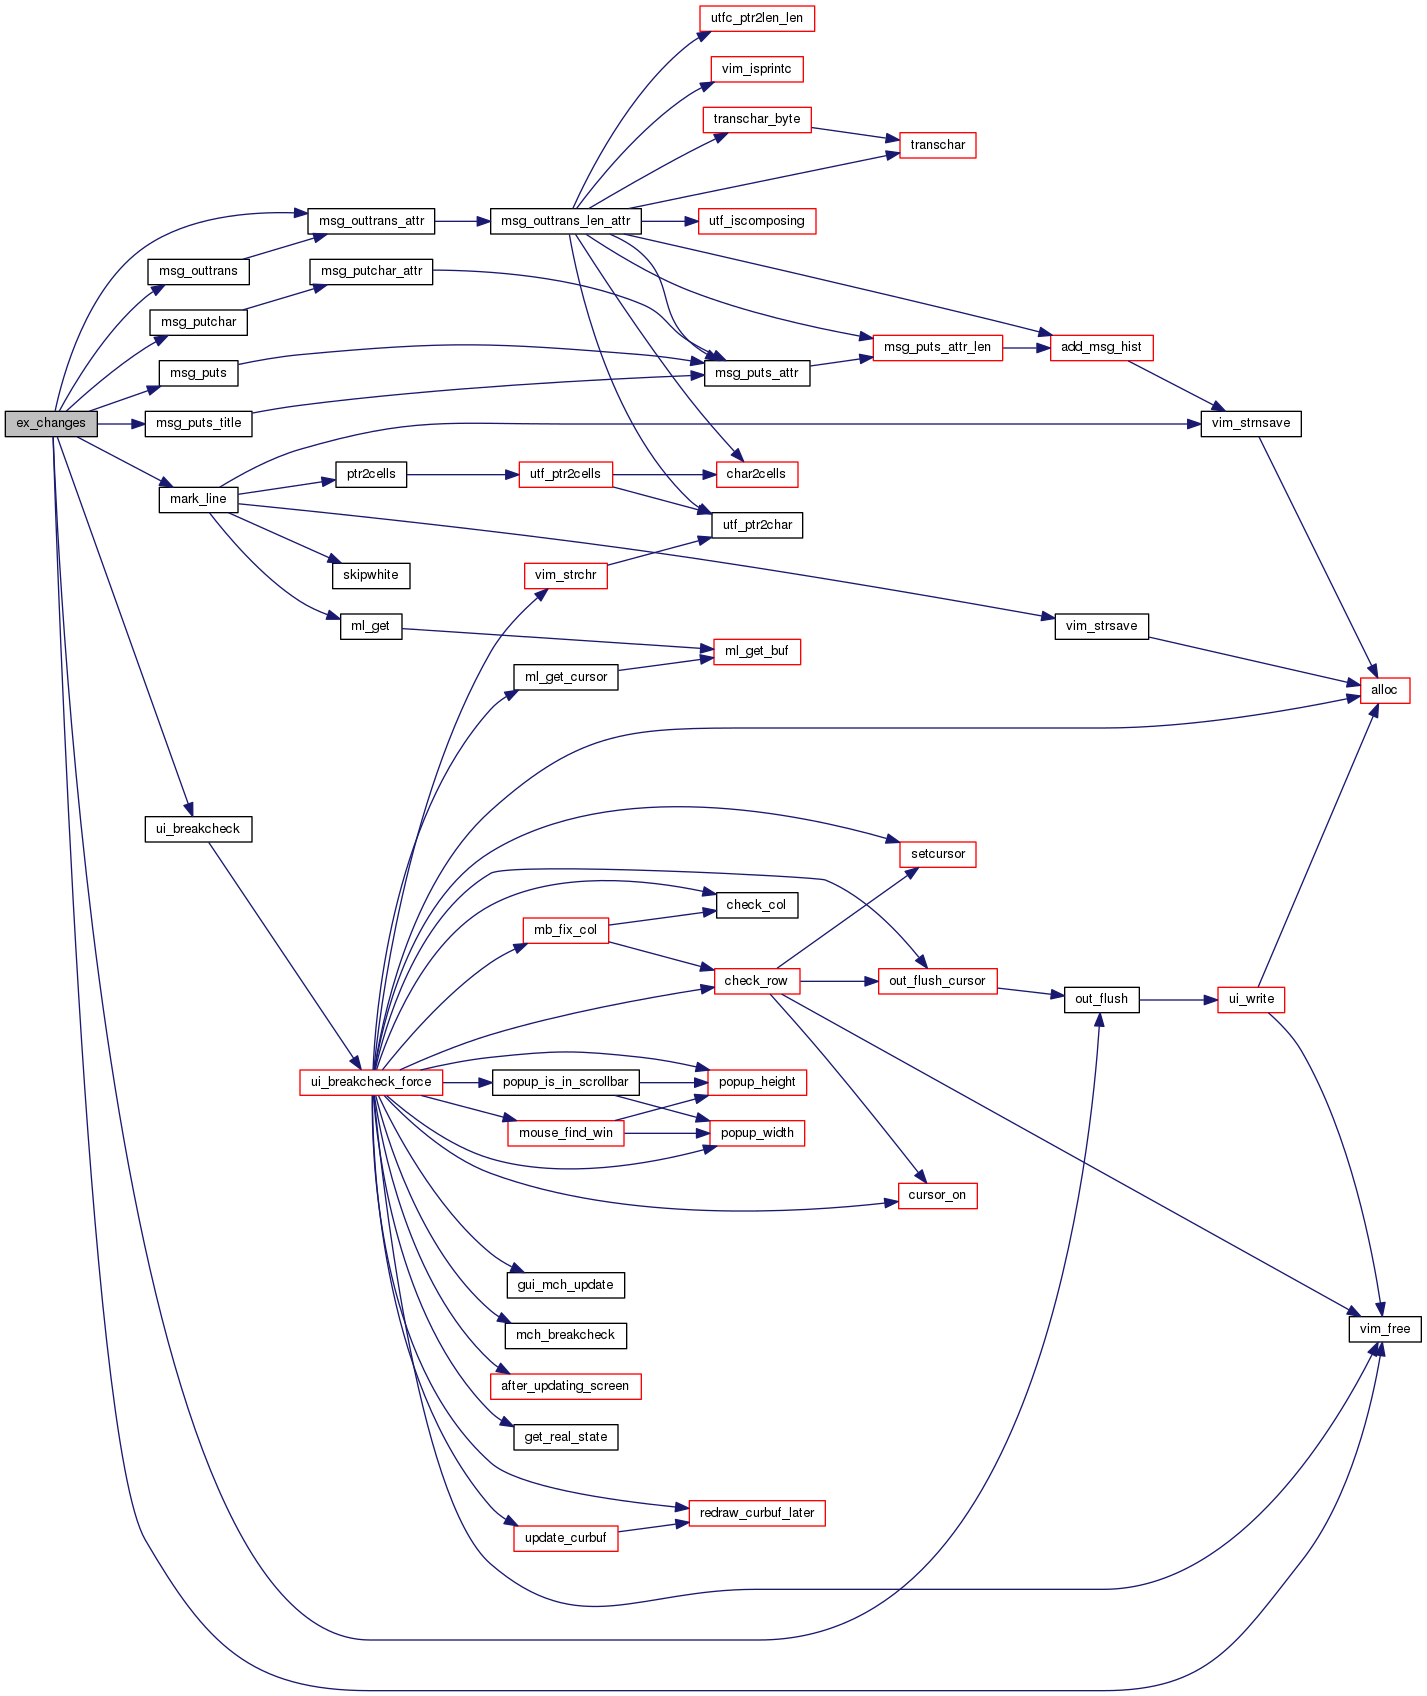 utfc_ptr2len_len
vim_isprintc
transchar_byte
transchar
msg_outtrans_attr
msg_outtrans_len_attr
utf_iscomposing
msg_outtrans
msg_putchar_attr
msg_putchar
msg_puts_attr_len
add_msg_hist
msg_puts
msg_puts_attr
ex_changes
msg_puts_title
vim_strnsave
ptr2cells
utf_ptr2cells
char2cells
mark_line
utf_ptr2char
skipwhite
vim_strchr
ml_get
vim_strsave
ml_get_buf
ml_get_cursor
alloc
ui_breakcheck
setcursor
check_col
mb_fix_col
check_row
out_flush_cursor
out_flush
ui_write
ui_breakcheck_force
popup_is_in_scrollbar
popup_height
mouse_find_win
popup_width
cursor_on
gui_mch_update
mch_breakcheck
vim_free
after_updating_screen
get_real_state
redraw_curbuf_later
update_curbuf